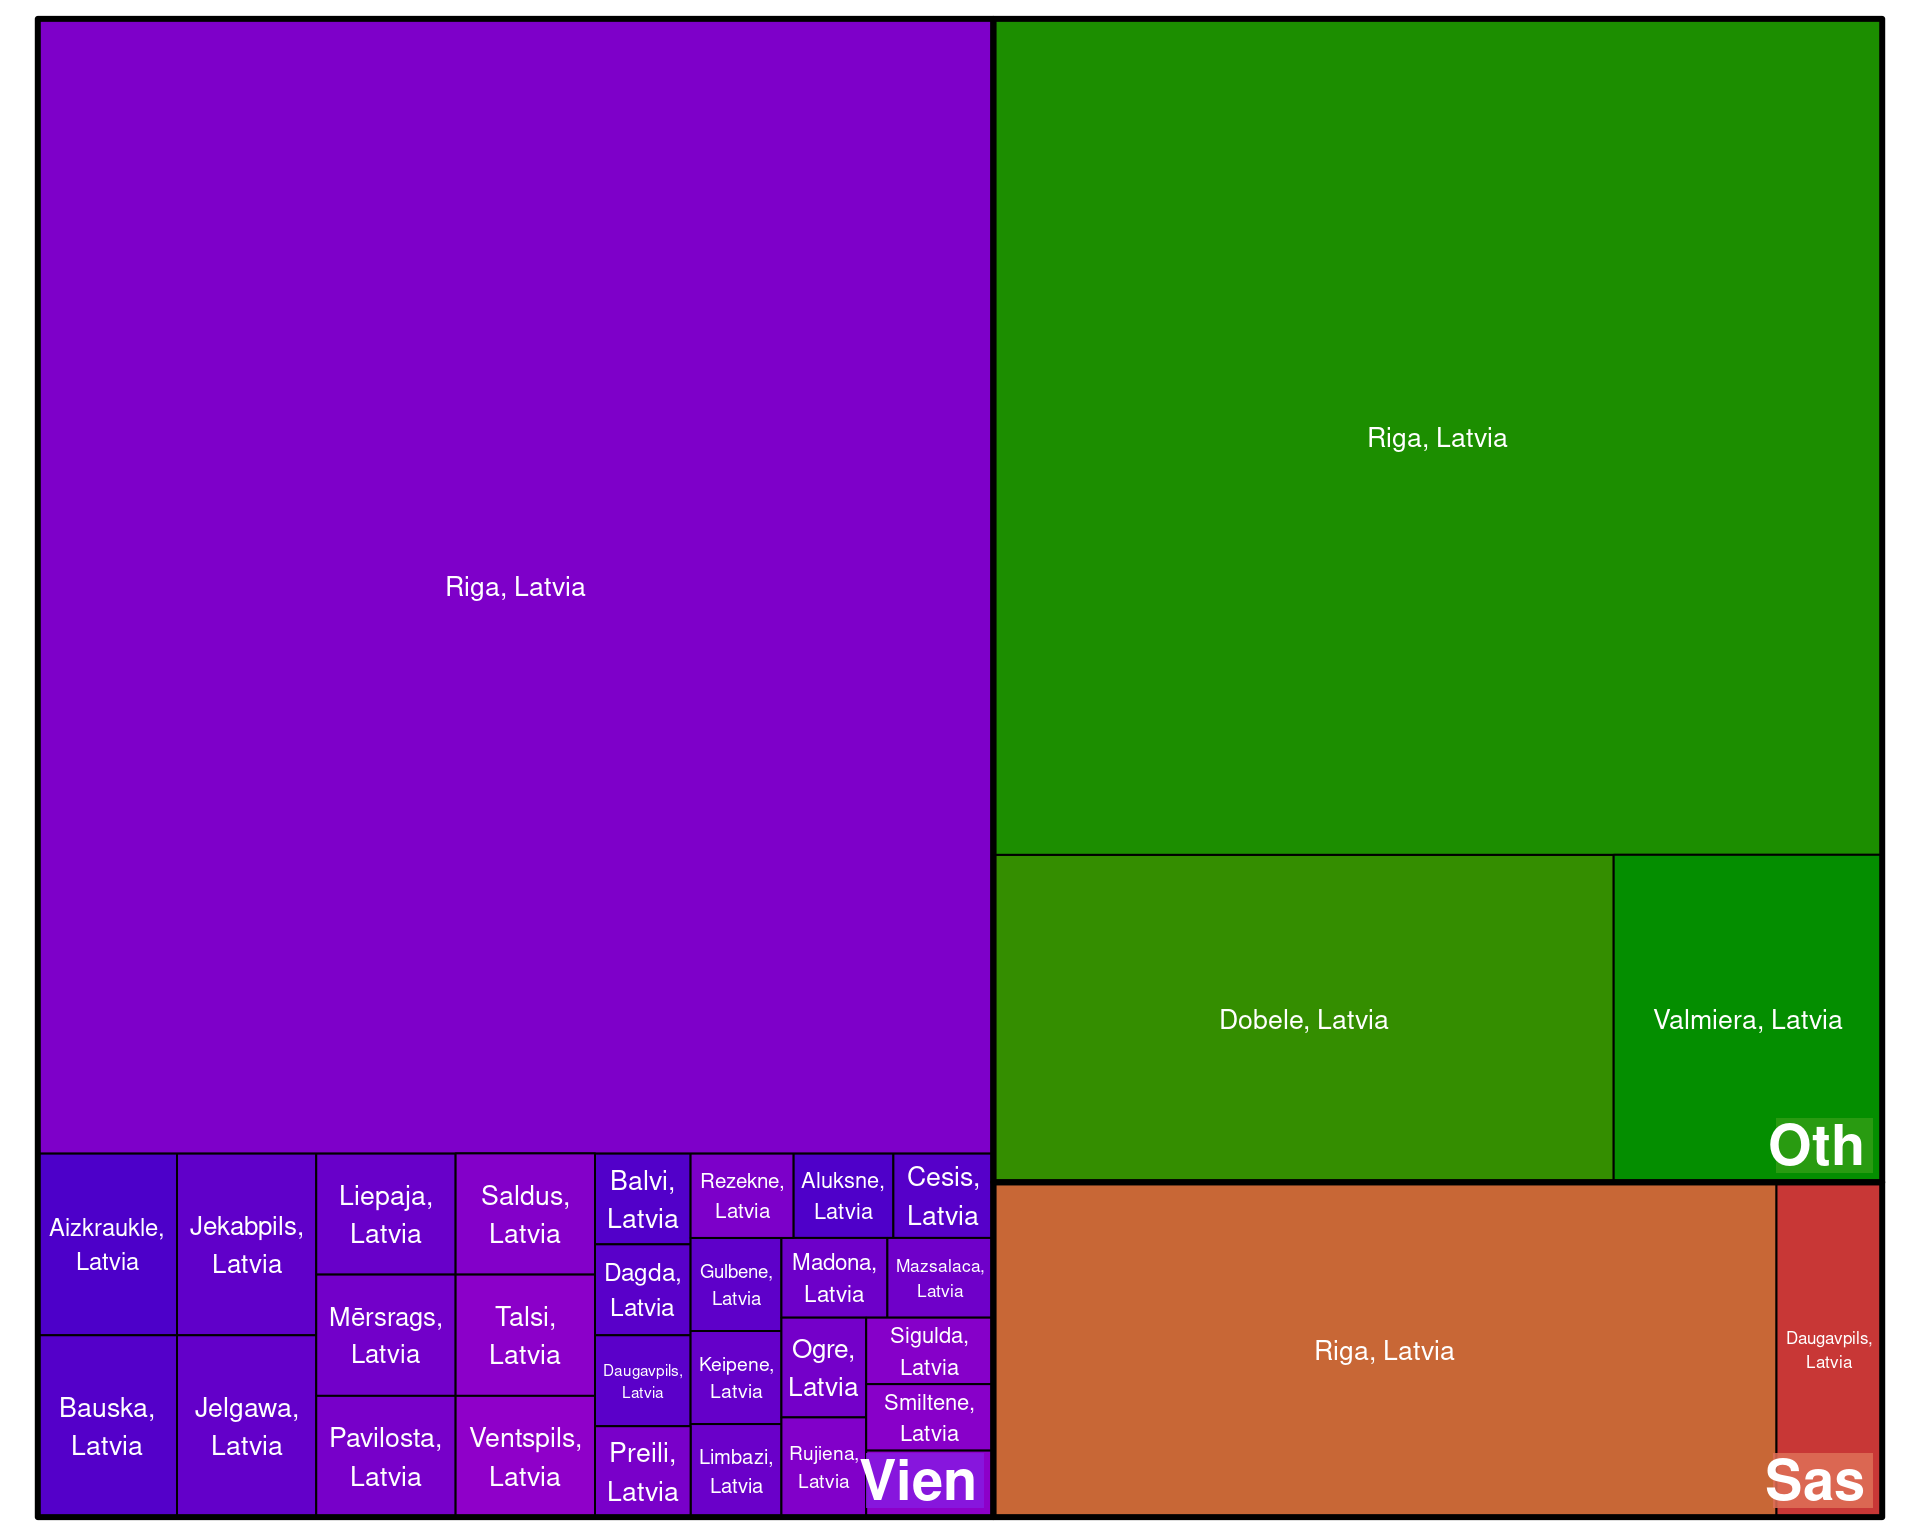 Riga, Latvia
Aizkraukle,
Latvia
Bauska,
Latvia
Jekabpils,
Latvia
Jelgawa,
Latvia
Liepaja,
Latvia
Mērsrags,
Latvia
Pavilosta,
Latvia
Saldus,
Latvia
Talsi,
Latvia
Ventspils,
Latvia
Balvi,
Latvia
Dagda,
Latvia
Daugavpils,
Latvia
Preili,
Latvia
Rezekne,
Latvia
Aluksne,
Latvia
Cesis,
Latvia
Gulbene,
Latvia
Keipene,
Latvia
Limbazi,
Latvia
Madona,
Latvia
Mazsalaca,
Latvia
Ogre,
Latvia
Rujiena,
Latvia
Sigulda,
Latvia
Smiltene,
Latvia
Vien
Riga, Latvia
Dobele, Latvia
Valmiera, Latvia
Oth
Riga, Latvia
Daugavpils,
Latvia
Sas